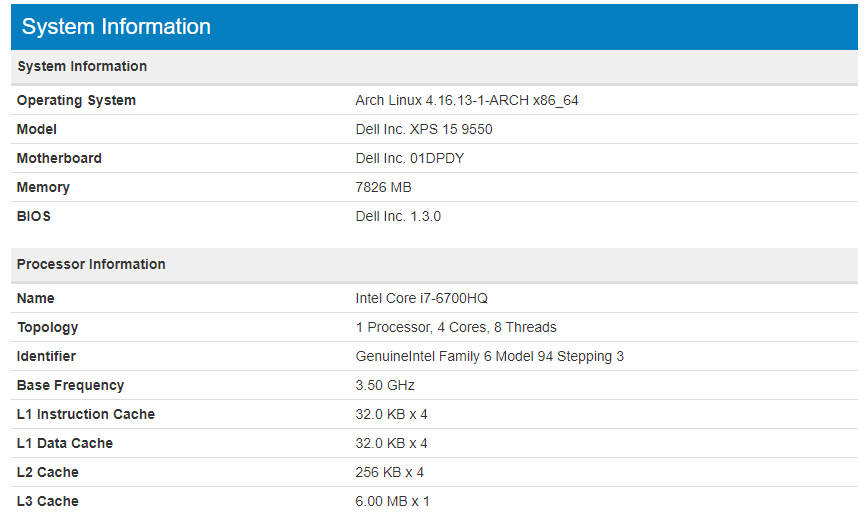 System Information
System Information
Operating System Arch Linux 4.16.13-1-ARCH x86_64
Model Dell Inc. XPS 15 9550
Motherboard Dell Inc. 01DPDY
Memory 7826 MB
BIOS Dell Inc. 1.3.0
Processor Information
Name Intel Core i7-6700HQ
Topology 1 Processor, 4 Cores, 8 Threads
Identifier GenuineIntel Family 6 Model 94 Stepping 3
Base Frequency 3.50 GHz
L1 Instruction Cache 32.0 KB x 4
L1 Data Cache 32.0 KB x 4
L2 Cache 256 KB x 4
L3 Cache 6.00 MB x 1